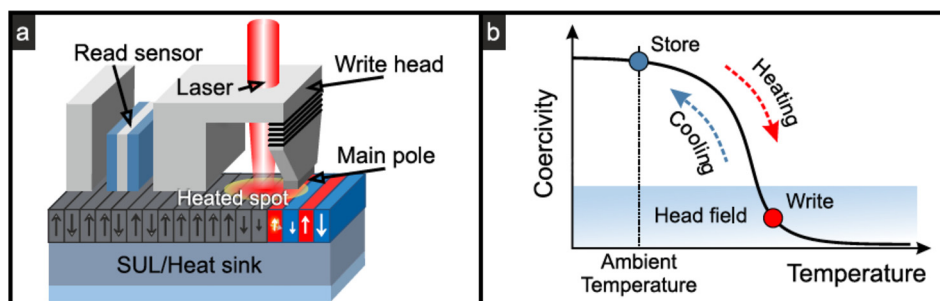 a
Read sensor
Laser
Write head
Main pole
Heated spot
SUL/Heat sink
b
Store
Heating
Cooling
Coercivity
Write
Head field
Ambient
Temperature
Temperature